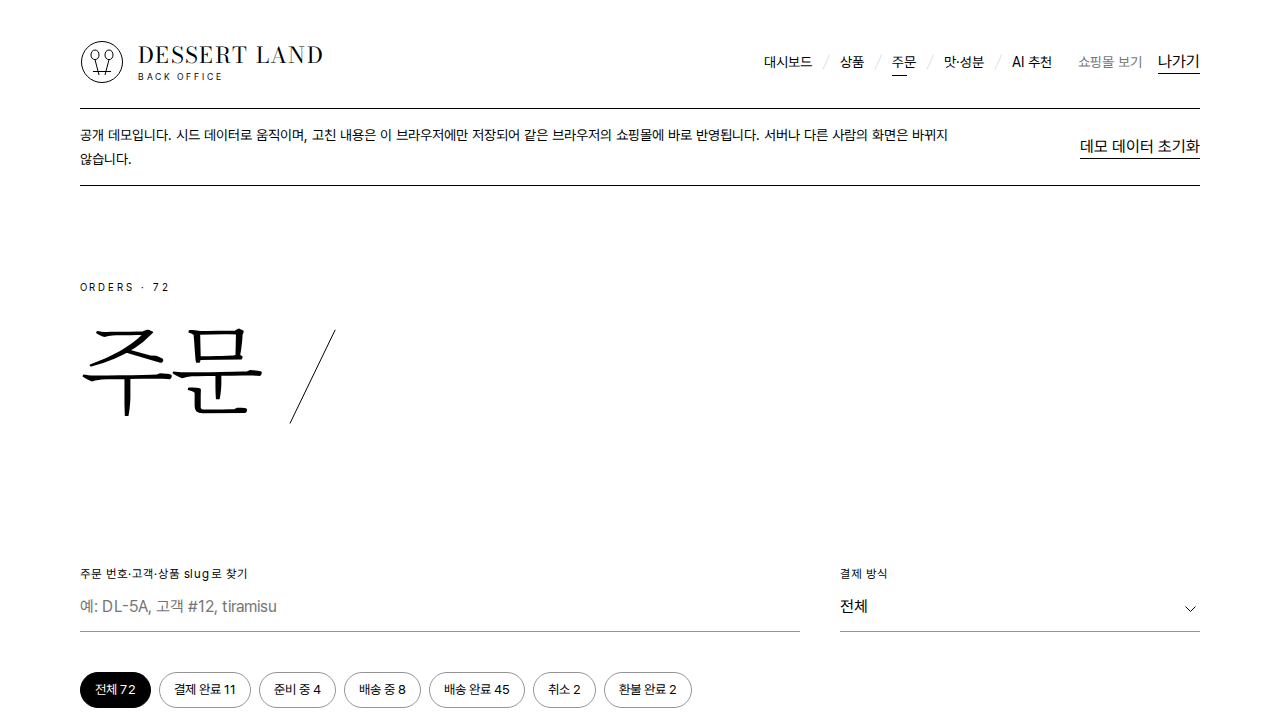 DESSERT LAND
BACK OFFICE
대시보드 / 상품 / 주문 / 맛·성분 / AI 추천 쇼핑몰 보기 나가기
공개 데모입니다. 시드 데이터로 움직이며, 고친 내용은 이 브라우저에만 저장되어 같은 브라우저의 쇼핑몰에 바로 반영됩니다. 서버나 다른 사람의 화면은 바뀌지
않습니다.
데모 데이터 초기화
ORDERS · 72
주문 /
주문 번호·고객·상품 slug로 찾기
예: DL-5A, 고객 #12, tiramisu
결제 방식
전체
전체 72 결제 완료 11 준비 중 4 배송 중 8 배송 완료 45 취소 2 환불 완료 2